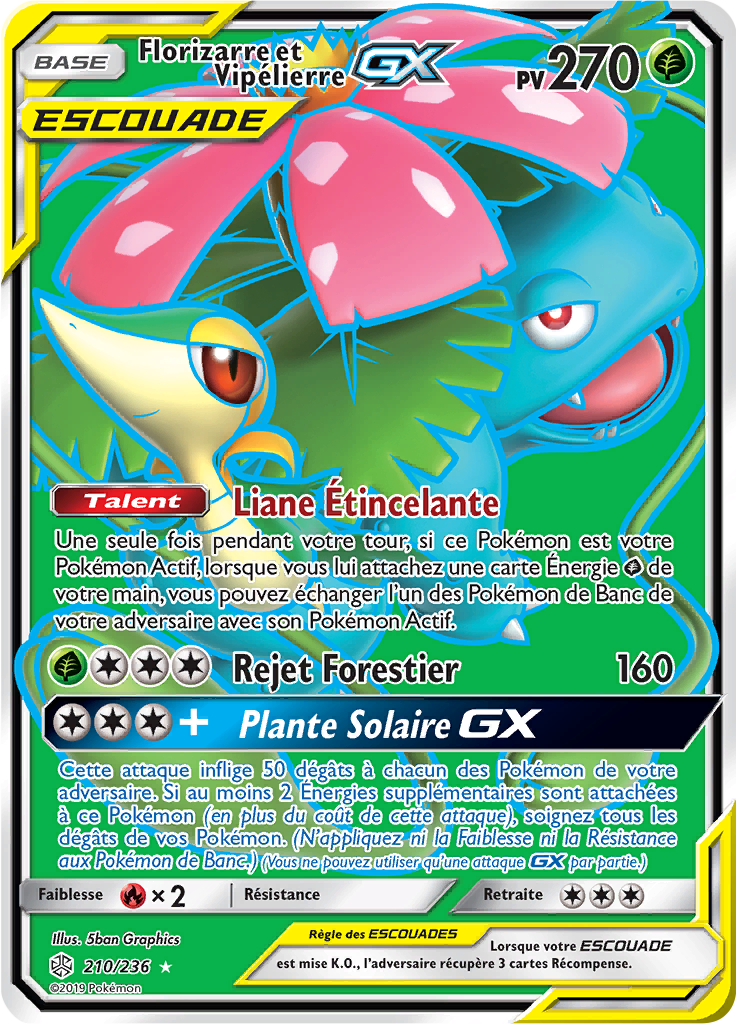 BASE
Florizarre et
Vipélierre GX
PV 270
ESCOUADE
Talent Liane Étincelante
Une seule fois pendant votre tour, si ce Pokémon est votre
Pokémon Actif, lorsque vous lui attachez une carte Énergie de
votre main, vous pouvez échanger l'un des Pokémon de Banc de
votre adversaire avec son Pokémon Actif.
Rejet Forestier 160
+ Plante Solaire GX
Cette attaque inflige 50 dégâts à chacun des Pokémon de votre
adversaire. Si au moins 2 Énergies supplémentaires sont attachées
à ce Pokémon (en plus du coût de cette attaque), soignez tous les
dégâts de vos Pokémon. (N'appliquez ni la Faiblesse ni la Résistance
aux Pokémon de Banc.) (Vous ne pouvez utiliser qu'une attaque GX par partie.)
Faiblesse ×2 Résistance Retraite
Illus. 5ban Graphics
210/236
©2019 Pokémon
Règle des ESCOUADES
Lorsque votre ESCOUADE
est mise K.O., l'adversaire récupère 3 cartes Récompense.